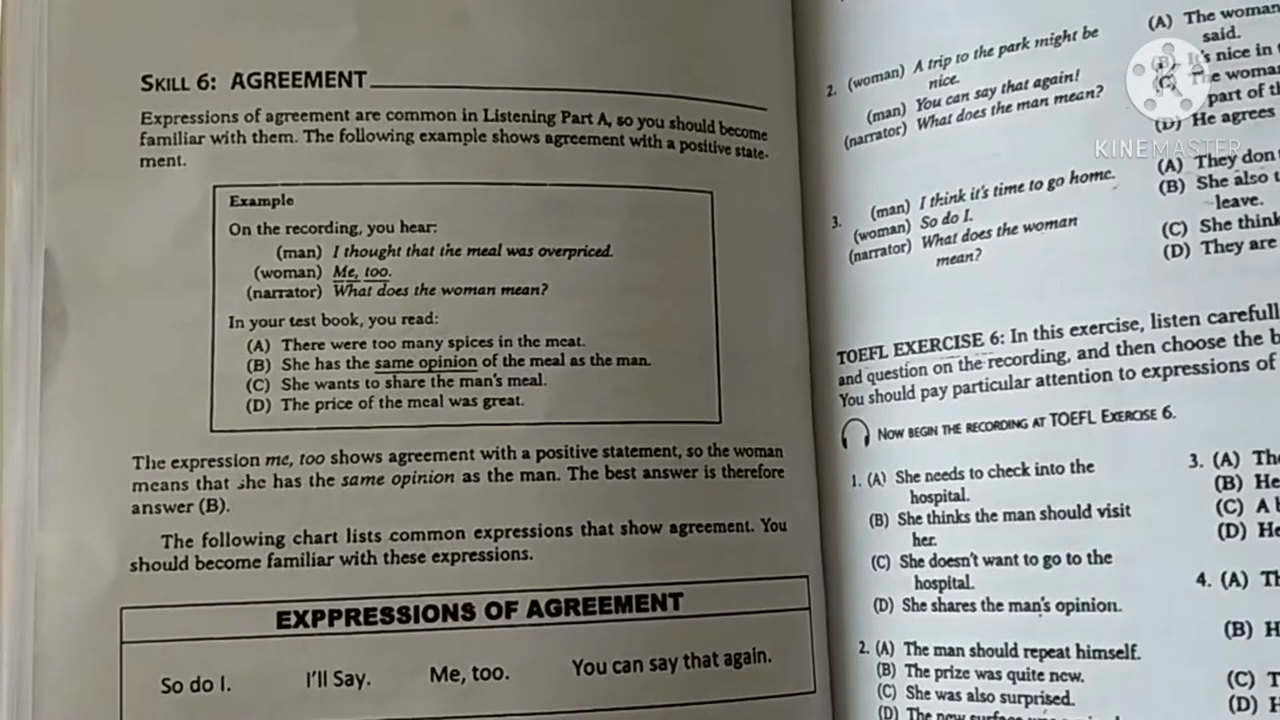 SKILL 6: AGREEMENT
Expressions of agreement are common in Listening Part A, so you should become
familiar with them. The following example shows agreement with a positive state-
ment.
Example
On the recording, you hear:
(man) I thought that the meal was overpriced.
(woman) Me, too.
(narrator) What does the woman mean?
In your test book, you read:
(A) There were too many spices in the meat.
(B) She has the same opinion of the meal as the man.
(C) She wants to share the man's meal.
(D) The price of the meal was great.
The expression me, too shows agreement with a positive statement, so the woman
means that she has the same opinion as the man. The best answer is therefore
answer (B).
The following chart lists common expressions that show agreement. You
should become familiar with these expressions.
EXPPRESSIONS OF AGREEMENT
So do I. I'll Say. Me, too. You can say that again.
2. (woman) A trip to the park might be
nice.
(man) You can say that again!
(narrator) What does the man mean?
(A) The woman
said.
(B) It's nice in
(C) The woma
part of th
(D) He agrees
3. (man) I think it's time to go home.
(woman) So do I.
(narrator) What does the woman
mean?
(A) They don
(B) She also
leave.
(C) She think
(D) They are
TOEFL EXERCISE 6: In this exercise, listen carefull
and question on the recording, and then choose the b
You should pay particular attention to expressions of
NOW BEGIN THE RECORDING AT TOEFL EXERCISE 6.
1. (A) She needs to check into the
hospital.
(B) She thinks the man should visit
her.
(C) She doesn't want to go to the
hospital.
(D) She shares the man's opinion.
2. (A) The man should repeat himself.
(B) The prize was quite new.
(C) She was also surprised.
(D) The new
3. (A) The
(B) He
(C) A
(D) He
4. (A) Th
(B) H
(C) T
(D) H
KINEMASTER